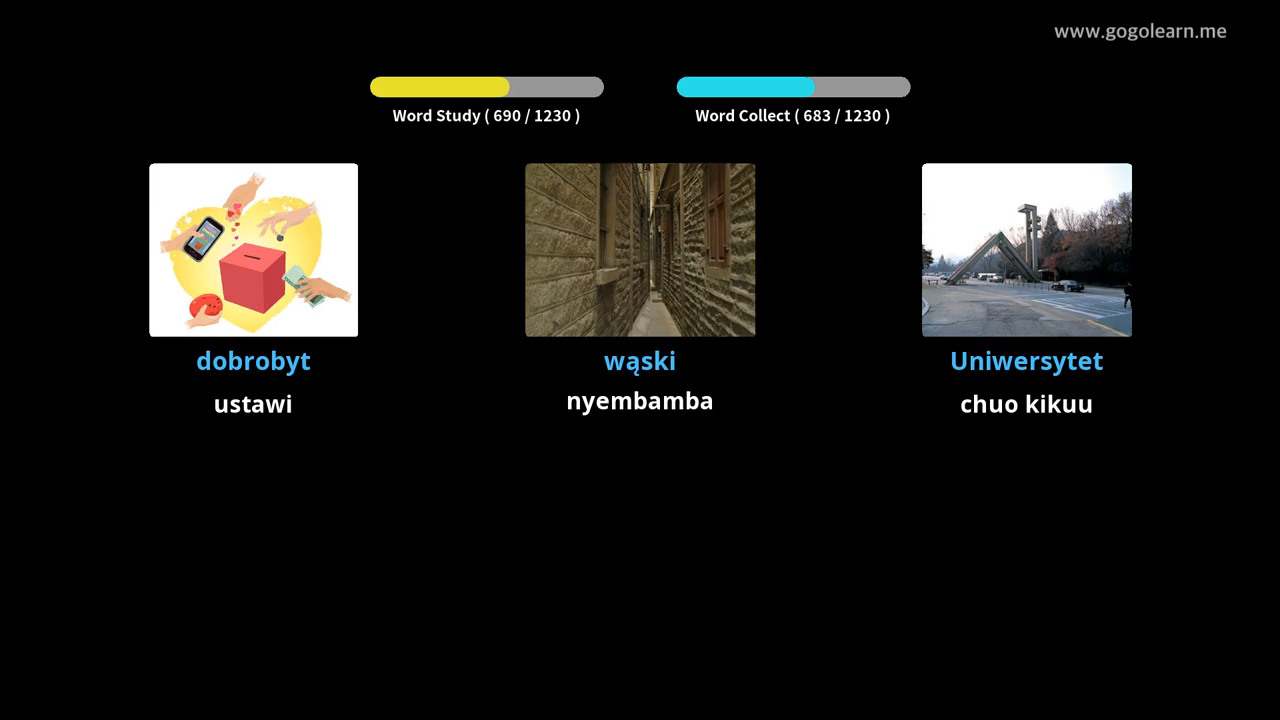 www.gogolearn.me
Word Study ( 690 / 1230 )
Word Collect ( 683 / 1230 )
dobrobyt
ustawi
wąski
nyembamba
Uniwersytet
chuo kikuu